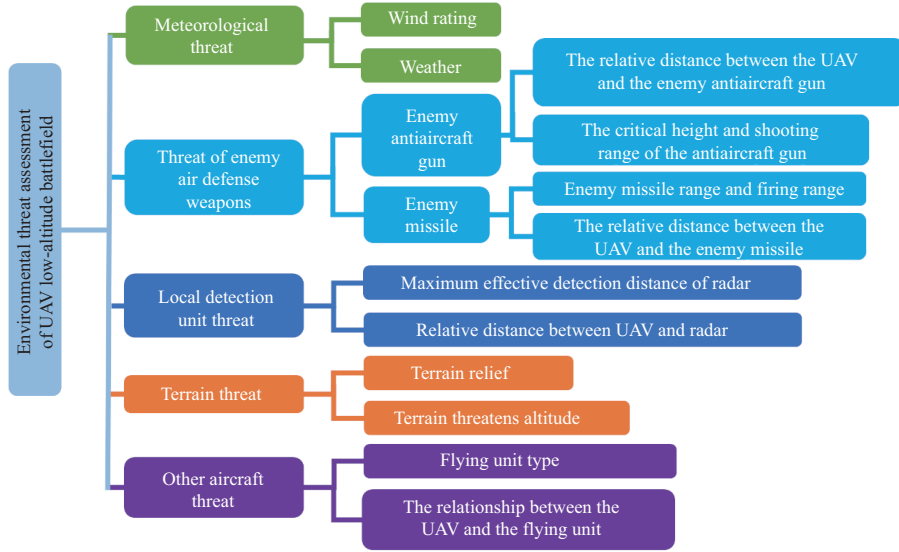 Environmental threat assessment
of UAV low-altitude battlefield
Meteorological
threat
Wind rating
Weather
Threat of enemy
air defense
weapons
Enemy
antiaircraft
gun
The relative distance between the UAV
and the enemy antiaircraft gun
The critical height and shooting
range of the antiaircraft gun
Enemy
missile
Enemy missile range and firing range
The relative distance between the
UAV and the enemy missile
Local detection
unit threat
Maximum effective detection distance of radar
Relative distance between UAV and radar
Terrain threat
Terrain relief
Terrain threatens altitude
Other aircraft
threat
Flying unit type
The relationship between the
UAV and the flying unit